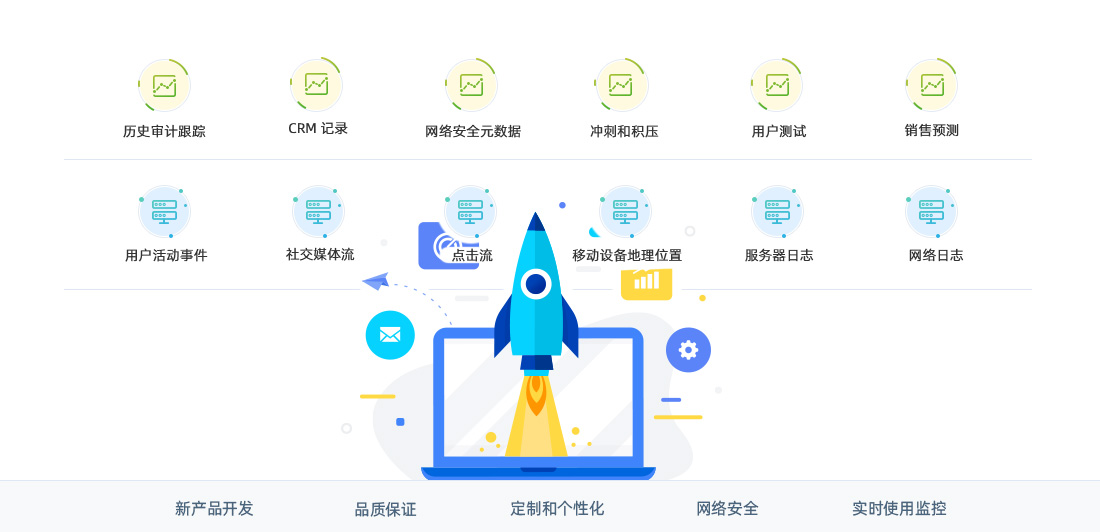 历史审计跟踪
CRM 记录
网络安全元数据
冲刺和积压
用户测试
销售预测
用户活动事件
社交媒体流
点击流
移动设备地理位置
服务器日志
网络日志
新产品开发
品质保证
定制和个性化
网络安全
实时使用监控